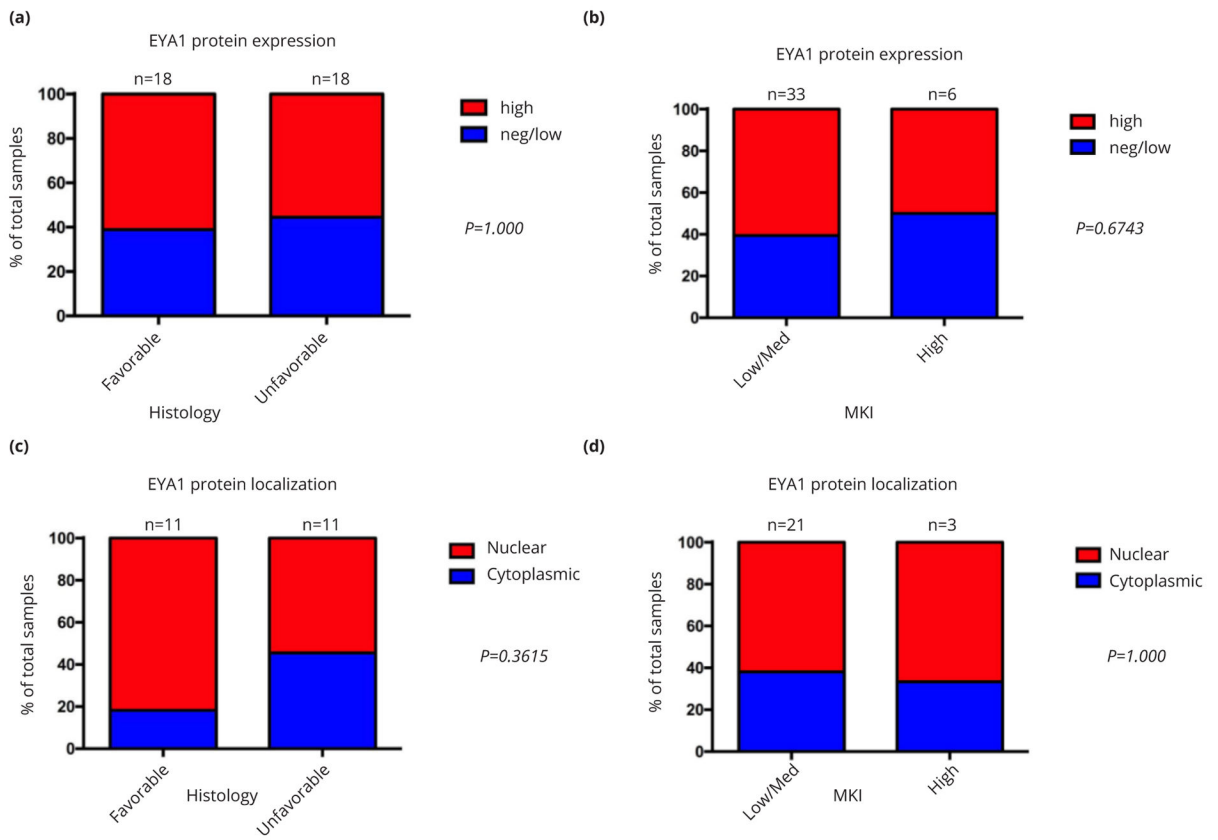 (a)
EYA1 protein expression
n=18 n=18
100
80
60
40
20
0
% of total samples
high
neg/low
P=1.000
Favorable
Unfavorable
Histology
(b)
EYA1 protein expression
n=33 n=6
100
80
60
40
20
0
% of total samples
high
neg/low
P=0.6743
Low/Med
High
MKI
(c)
EYA1 protein localization
n=11 n=11
100
80
60
40
20
0
% of total samples
Nuclear
Cytoplasmic
P=0.3615
Favorable
Unfavorable
Histology
(d)
EYA1 protein localization
n=21 n=3
100
80
60
40
20
0
% of total samples
Nuclear
Cytoplasmic
P=1.000
Low/Med
High
MKI